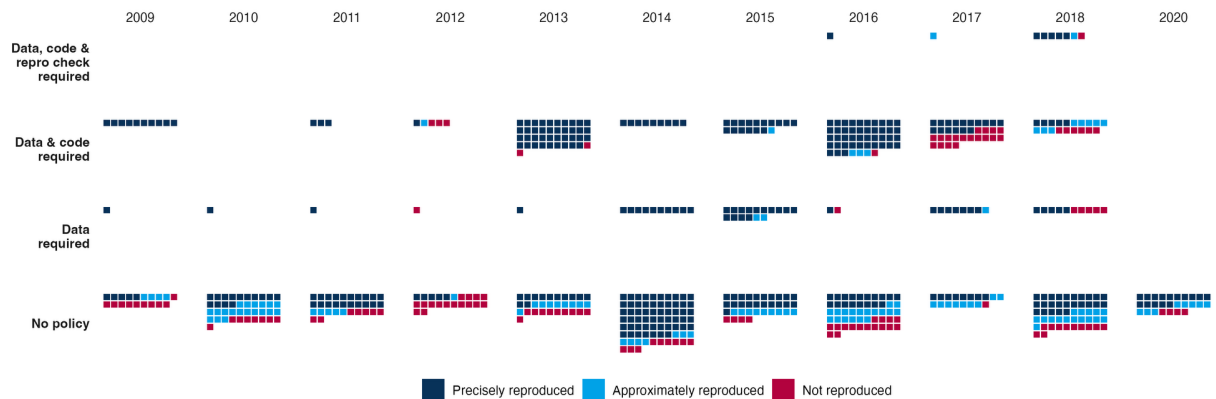 2009 2010 2011 2012 2013 2014 2015 2016 2017 2018 2020
Data, code &
repro check
required
Data & code
required
Data
required
No policy
Precisely reproduced Approximately reproduced Not reproduced